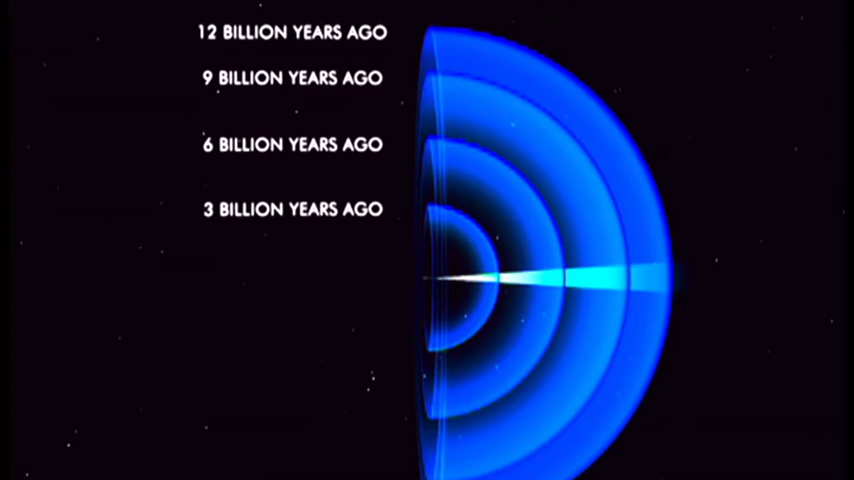 12 BILLION YEARS AGO
9 BILLION YEARS AGO
6 BILLION YEARS AGO
3 BILLION YEARS AGO